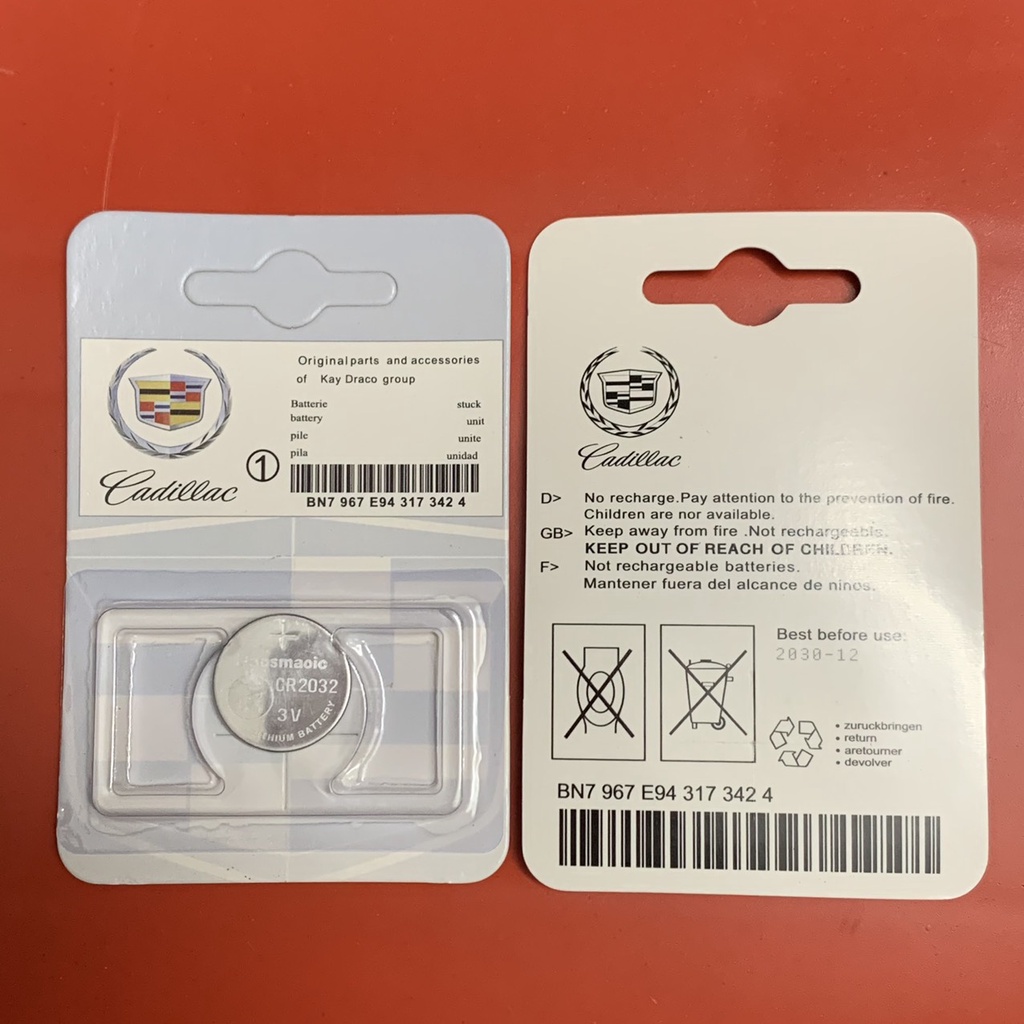 Original parts and accessories
of Kay Draco group
Batterie stuck
battery unit
pile unite
pila unidad
1
Cadillac
BN7 967 E94 317 342 4
CR2032
3V
BATTERY
Cadillac
D> No recharge.Pay attention to the prevention of fire.
Children are nor available.
GB> Keep away from fire .Not rechargeable.
KEEP OUT OF REACH OF CHILDREN.
F> Not rechargeable batteries.
Mantener fuera del alcance de ninos.
Best before use:
2030-12
• zuruckbringen
• return
• aretourner
• devolver
BN7 967 E94 317 342 4